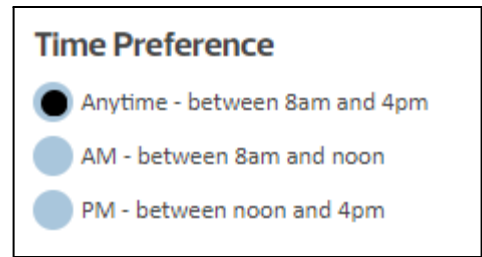 Time Preference
Anytime - between 8am and 4pm
AM - between 8am and noon
PM - between noon and 4pm